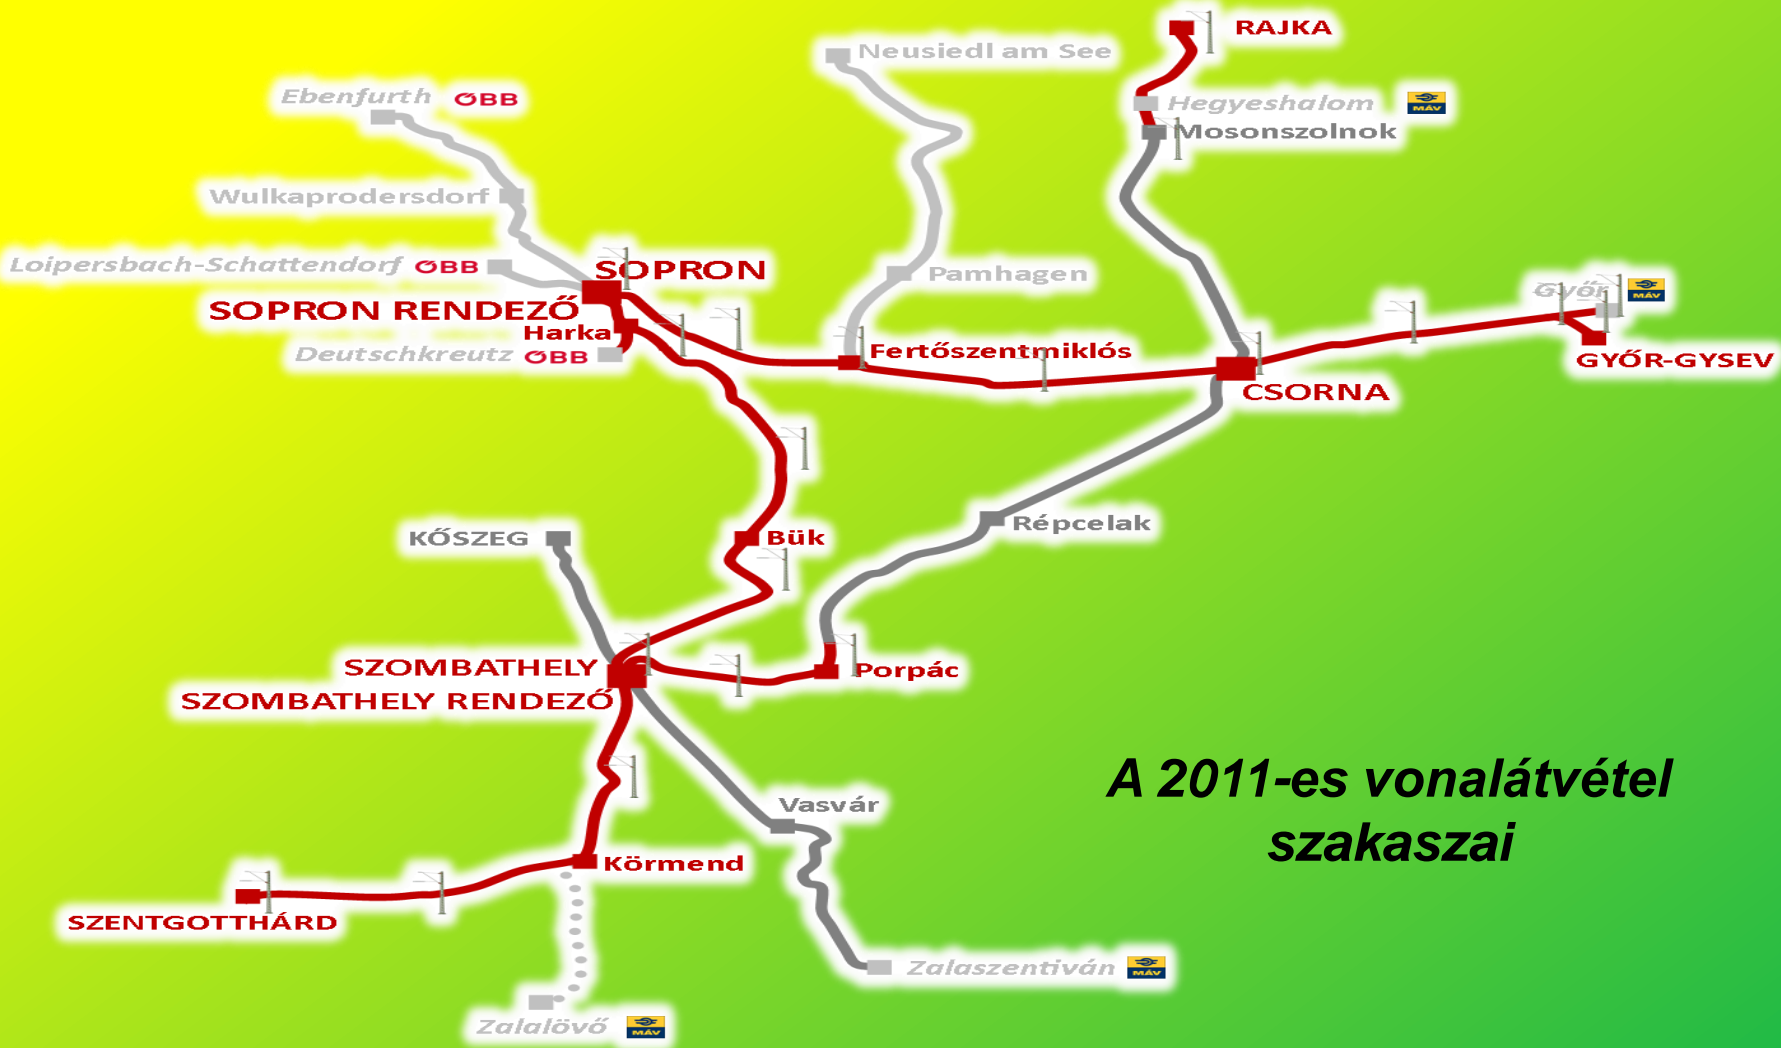 RAJKA
Neusiedl am See
Ebenfurth ÖBB
Hegyeshalom MÁV
Mosonszolnok
Wulkaprodersdorf
Loipersbach-Schattendorf ÖBB
SOPRON
Pamhagen
Győr MÁV
SOPRON RENDEZŐ
Harka
Deutschkreutz ÖBB
Fertőszentmiklós
GYŐR-GYSEV
CSORNA
Répcelak
KŐSZEG
Bük
SZOMBATHELY
Porpác
SZOMBATHELY RENDEZŐ
A 2011-es vonalátvétel
szakaszai
Vasvár
Körmend
SZENTGOTTHÁRD
Zalaszentiván MÁV
Zalalövő MÁV